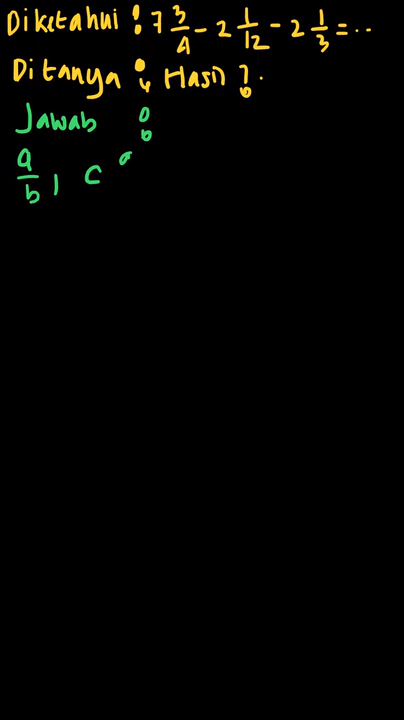 Diketahui : 7 3/4 - 2 1/12 - 2 1/3 = ...
Ditanya : Hasil ?.
Jawab :
a/b, c